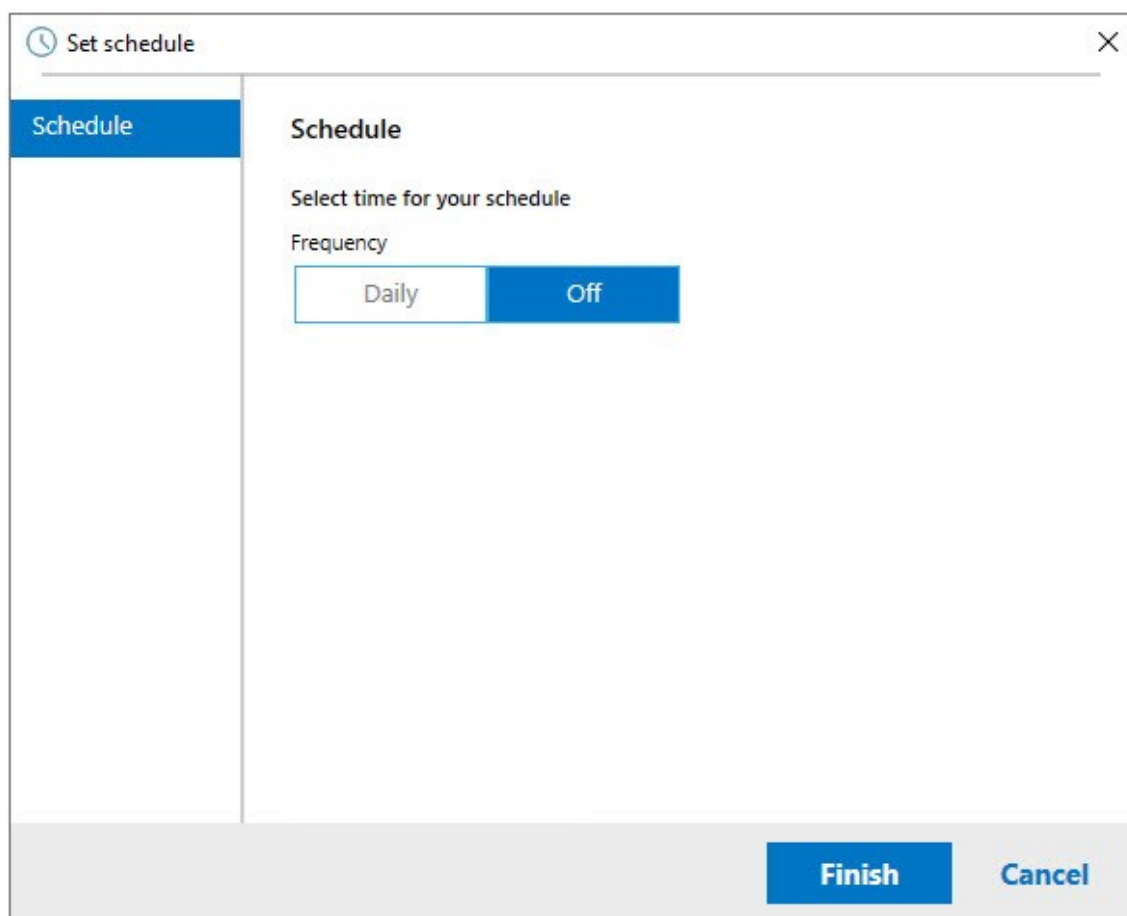 Set schedule
Schedule
Schedule
Select time for your schedule
Frequency
Daily Off
Finish Cancel